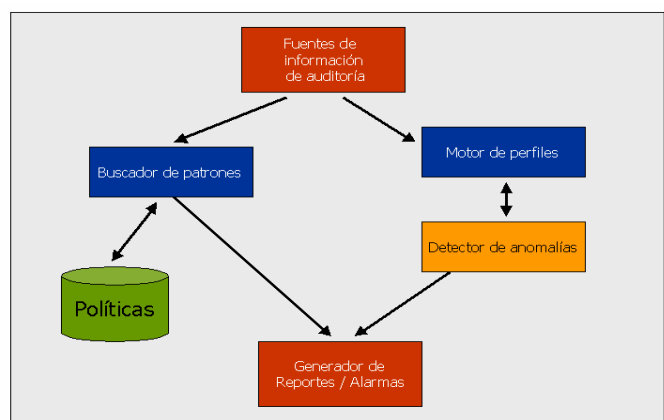 Fuentes de
información
de auditoría
Buscador de patrones
Motor de perfiles
Detector de anomalías
Políticas
Generador de
Reportes / Alarmas